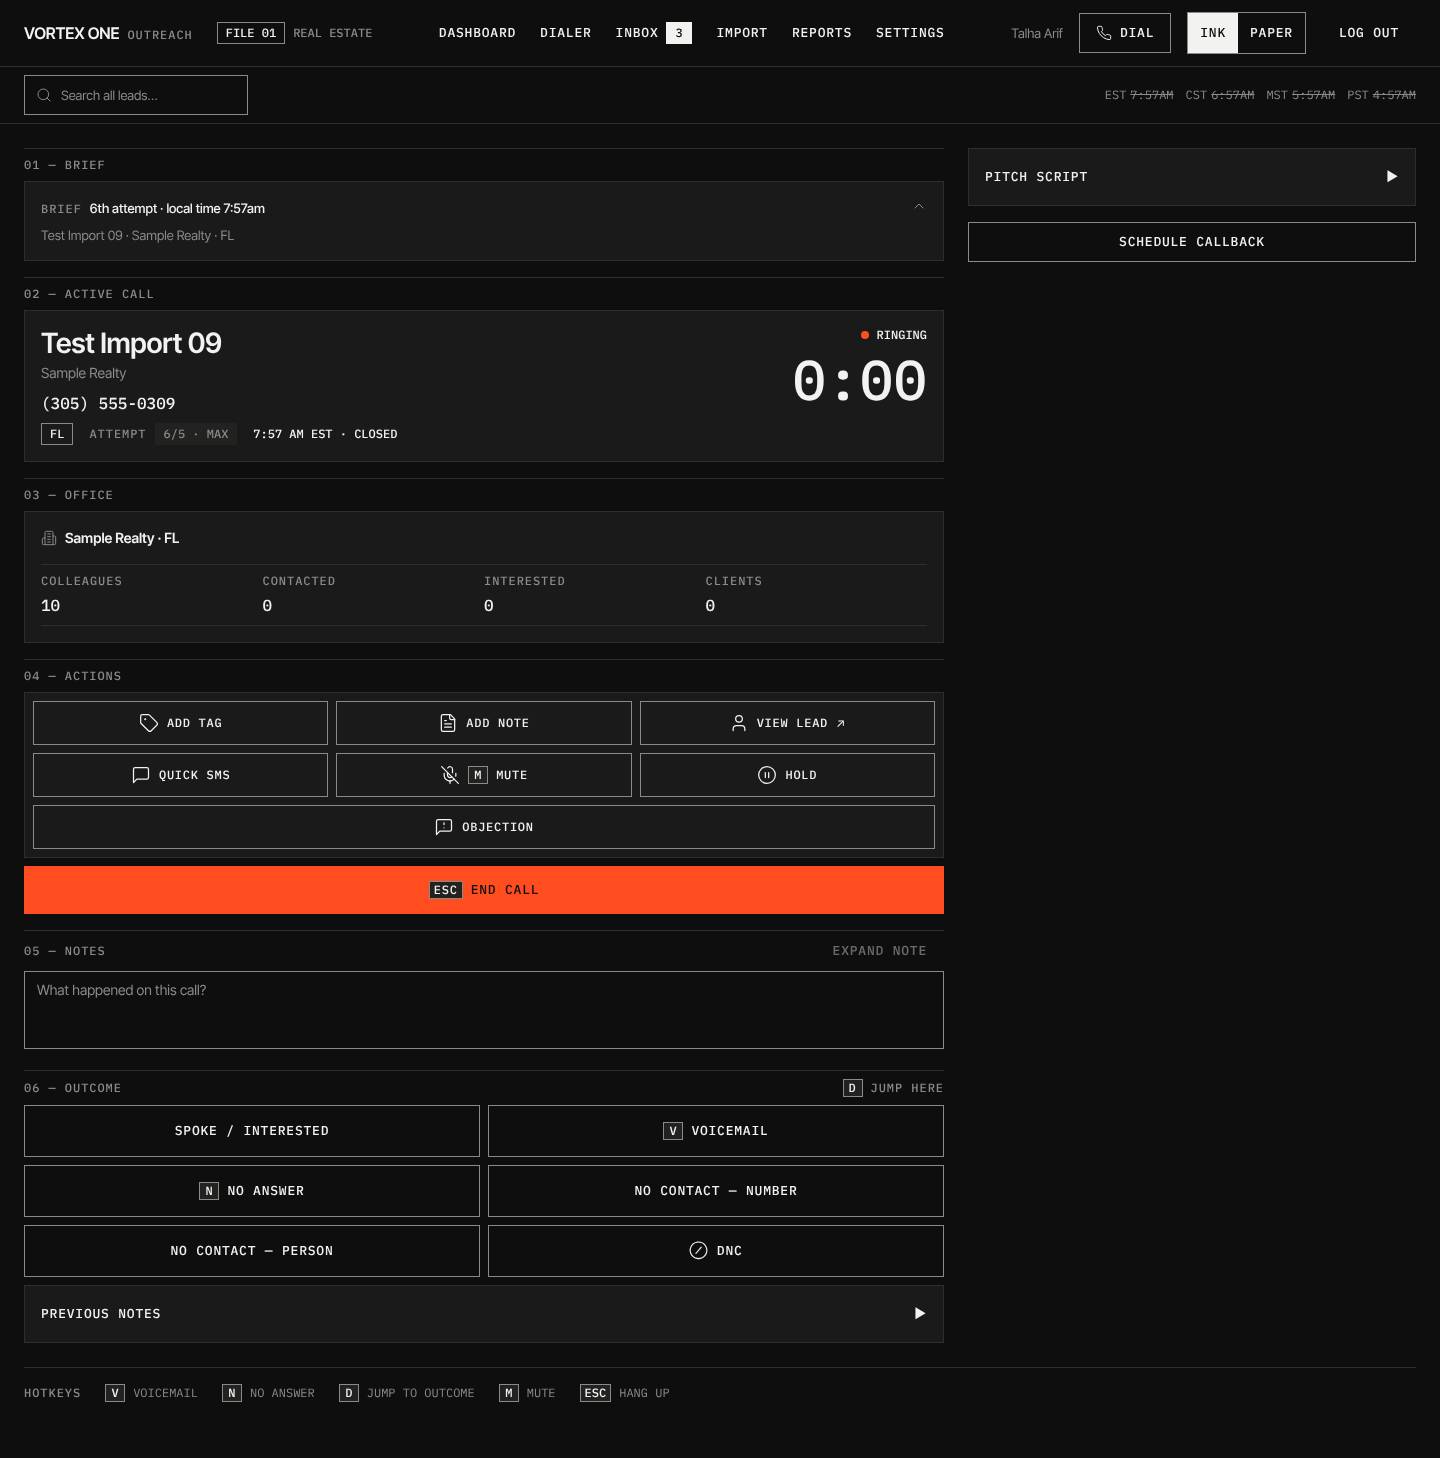 VORTEX ONE OUTREACH FILE 01 REAL ESTATE DASHBOARD DIALER INBOX 3 IMPORT REPORTS SETTINGS Talha Arif DIAL INK PAPER LOG OUT
Search all leads... EST 7:57AM CST 6:57AM MST 5:57AM PST 4:57AM
01 — BRIEF
BRIEF 6th attempt · local time 7:57am
Test Import 09 · Sample Realty · FL
PITCH SCRIPT
SCHEDULE CALLBACK
02 — ACTIVE CALL
Test Import 09
RINGING
Sample Realty
0:00
(305) 555-0309
FL ATTEMPT 6/5 · MAX 7:57 AM EST · CLOSED
03 — OFFICE
Sample Realty · FL
COLLEAGUES CONTACTED INTERESTED CLIENTS
10 0 0 0
04 — ACTIONS
ADD TAG ADD NOTE VIEW LEAD ↗
QUICK SMS M MUTE HOLD
OBJECTION
ESC END CALL
05 — NOTES EXPAND NOTE
What happened on this call?
06 — OUTCOME D JUMP HERE
SPOKE / INTERESTED V VOICEMAIL
N NO ANSWER NO CONTACT — NUMBER
NO CONTACT — PERSON DNC
PREVIOUS NOTES
HOTKEYS V VOICEMAIL N NO ANSWER D JUMP TO OUTCOME M MUTE ESC HANG UP